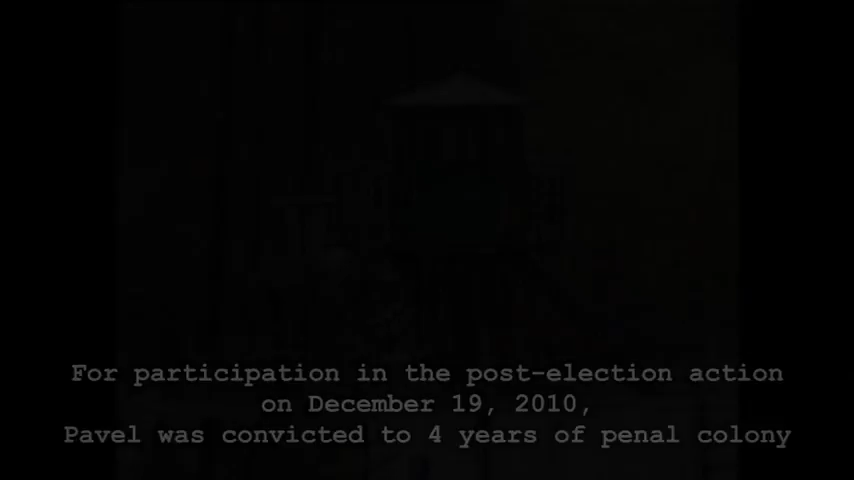 For participation in the post-election action
on December 19, 2010,
Pavel was convicted to 4 years of penal colony